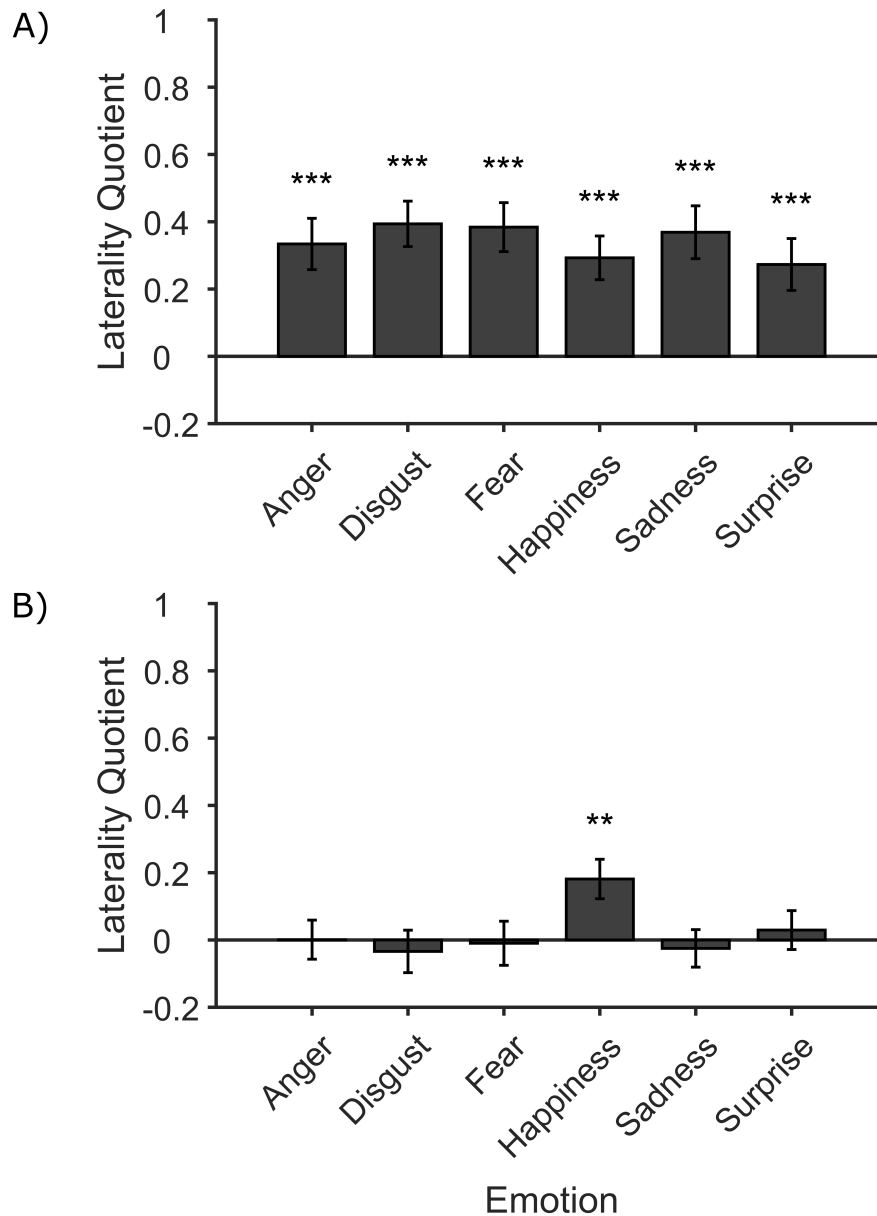 A)
Laterality Quotient
1
0.8
0.6
0.4
0.2
0
-0.2
***
***
***
***
***
***
Anger
Disgust
Fear
Happiness
Sadness
Surprise
B)
Laterality Quotient
1
0.8
0.6
0.4
0.2
0
-0.2
**
Anger
Disgust
Fear
Happiness
Sadness
Surprise
Emotion